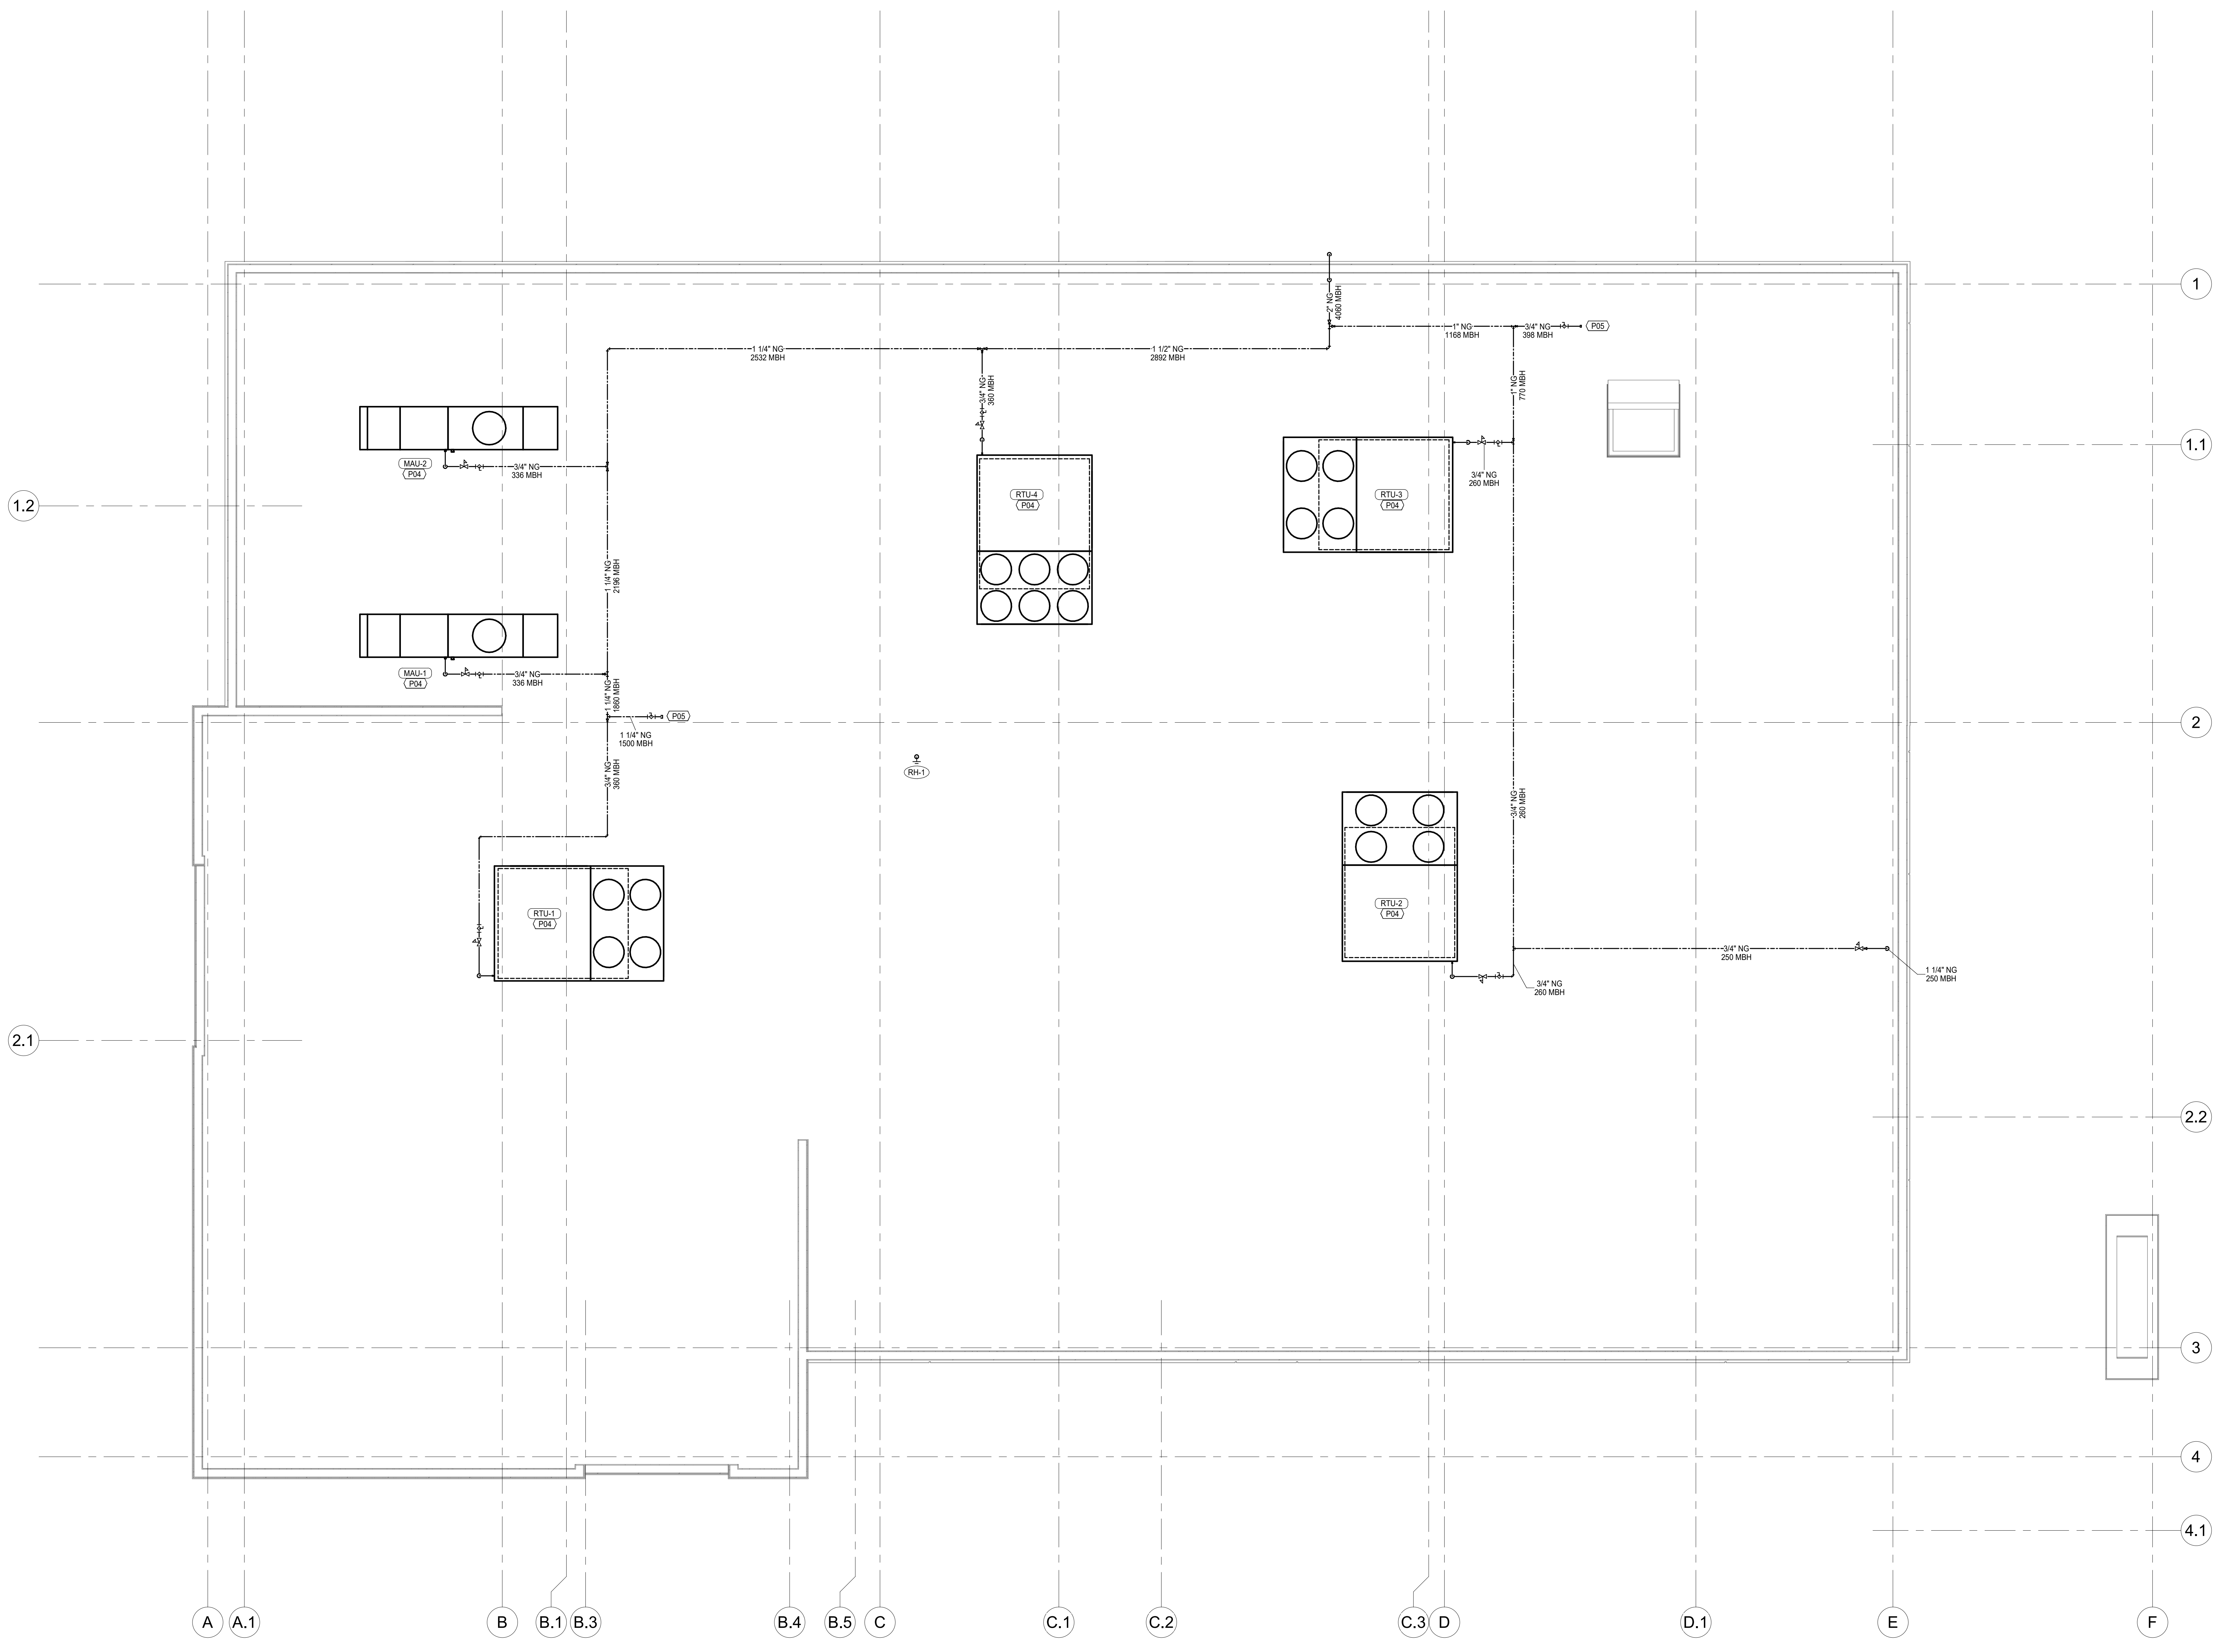 1
2" NG
4060 MBH
1" NG
1168 MBH
3/4" NG
398 MBH
P05
1 1/4" NG
2532 MBH
1 1/2" NG
2892 MBH
3/4" NG
360 MBH
1" NG
770 MBH
1.1
MAU-2
P04
3/4" NG
336 MBH
3/4" NG
260 MBH
RTU-4
P04
RTU-3
P04
1.2
1 1/4" NG
2196 MBH
MAU-1
P04
3/4" NG
336 MBH
1 1/4" NG
1860 MBH
P05
2
1 1/4" NG
1500 MBH
3/4" NG
360 MBH
RH-1
3/4" NG
260 MBH
RTU-1
P04
RTU-2
P04
3/4" NG
250 MBH
1 1/4" NG
250 MBH
3/4" NG
260 MBH
2.1
2.2
3
4
4.1
A
A.1
B
B.1
B.3
B.4
B.5
C
C.1
C.2
C.3
D
D.1
E
F